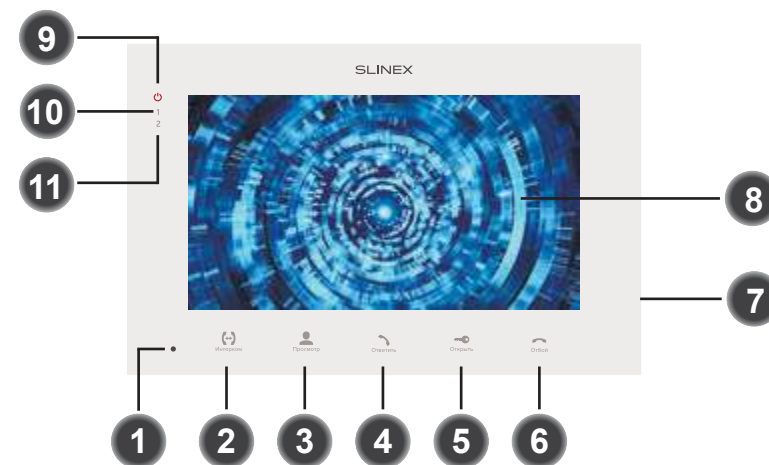 9
SLINEX
10
1
2
11
8
7
Интерком
Просмотр
Ответить
Открыть
Отбой
1
2
3
4
5
6